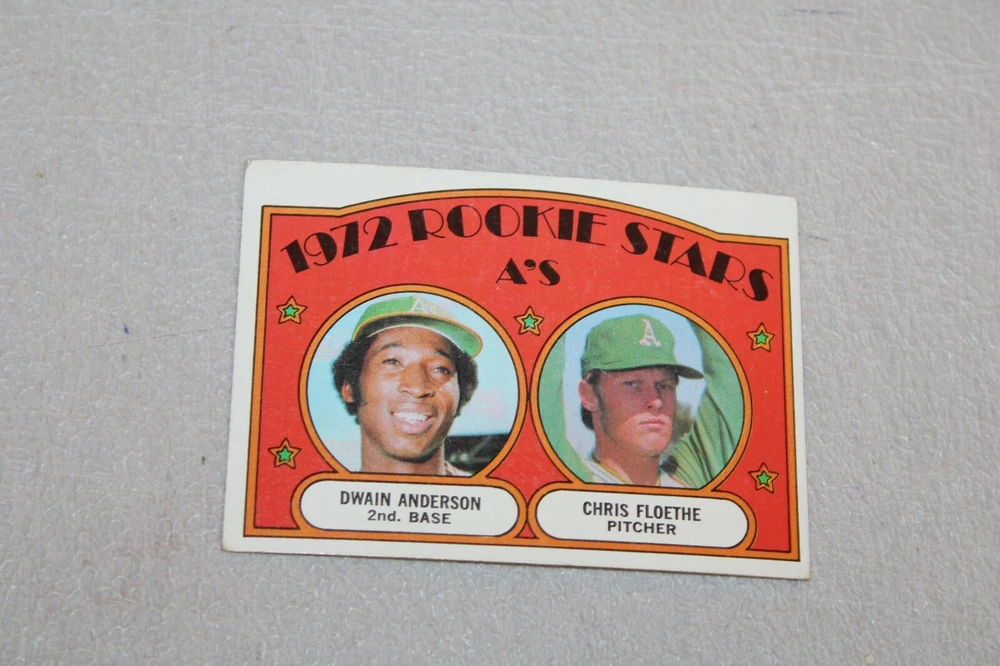 1972 ROOKIE STARS
A'S
A
DWAIN ANDERSON
2nd. BASE
CHRIS FLOETHE
PITCHER